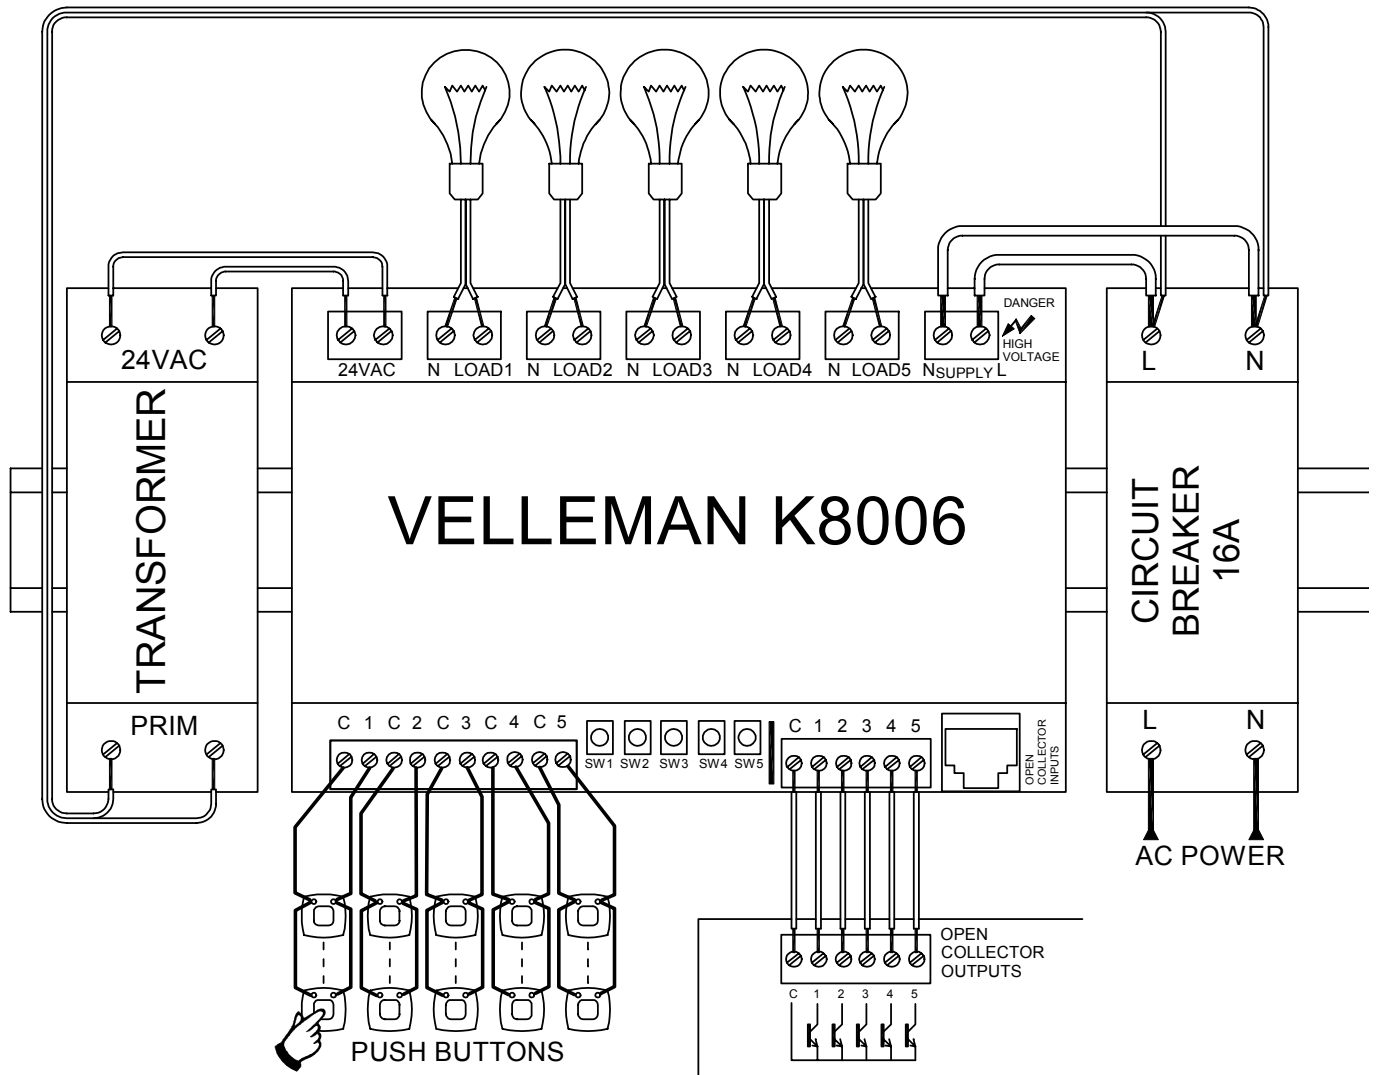 DANGER
HIGH
VOLTAGE
24VAC
24VAC
N LOAD1 N LOAD2 N LOAD3 N LOAD4 N LOAD5 N SUPPLY L
L N
TRANSFORMER
VELLEMAN K8006
CIRCUIT
BREAKER
16A
PRIM
C 1 C 2 C 3 C 4 C 5
SW1 SW2 SW3 SW4 SW5
C 1 2 3 4 5
OPEN
COLLECTOR
INPUTS
L N
AC POWER
OPEN
COLLECTOR
OUTPUTS
C 1 2 3 4 5
PUSH BUTTONS